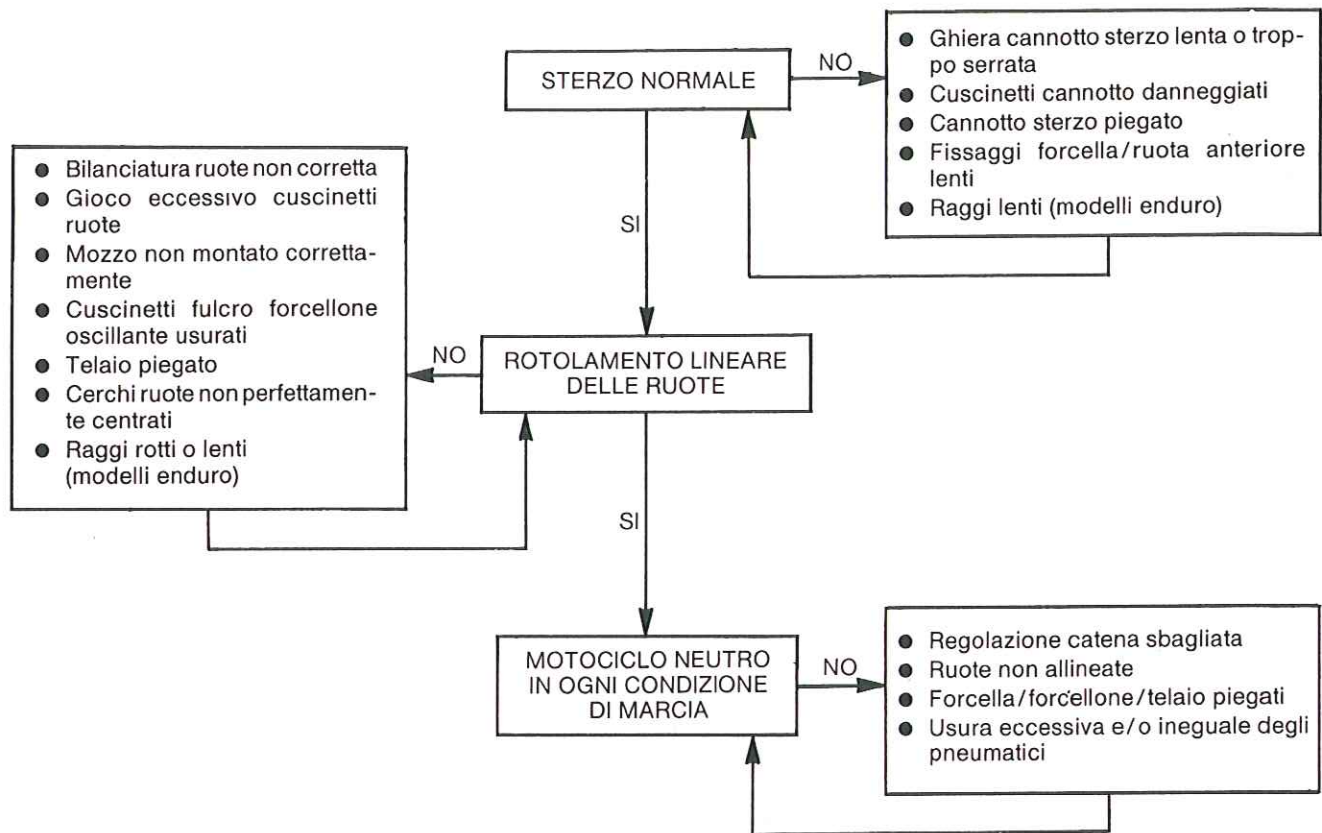 STERZO NORMALE
NO
● Ghiera cannotto sterzo lenta o trop-
po serrata
● Cuscinetti cannotto danneggiati
● Cannotto sterzo piegato
● Fissaggi forcella/ruota anteriore
lenti
● Raggi lenti (modelli enduro)
SI
● Bilanciatura ruote non corretta
● Gioco eccessivo cuscinetti
ruote
● Mozzo non montato corretta-
mente
● Cuscinetti fulcro forcellone
oscillante usurati
● Telaio piegato
● Cerchi ruote non perfettamen-
te centrati
● Raggi rotti o lenti
(modelli enduro)
NO
ROTOLAMENTO LINEARE
DELLE RUOTE
SI
MOTOCICLO NEUTRO
IN OGNI CONDIZIONE
DI MARCIA
NO
● Regolazione catena sbagliata
● Ruote non allineate
● Forcella/forcellone/telaio piegati
● Usura eccessiva e/o ineguale degli
pneumatici